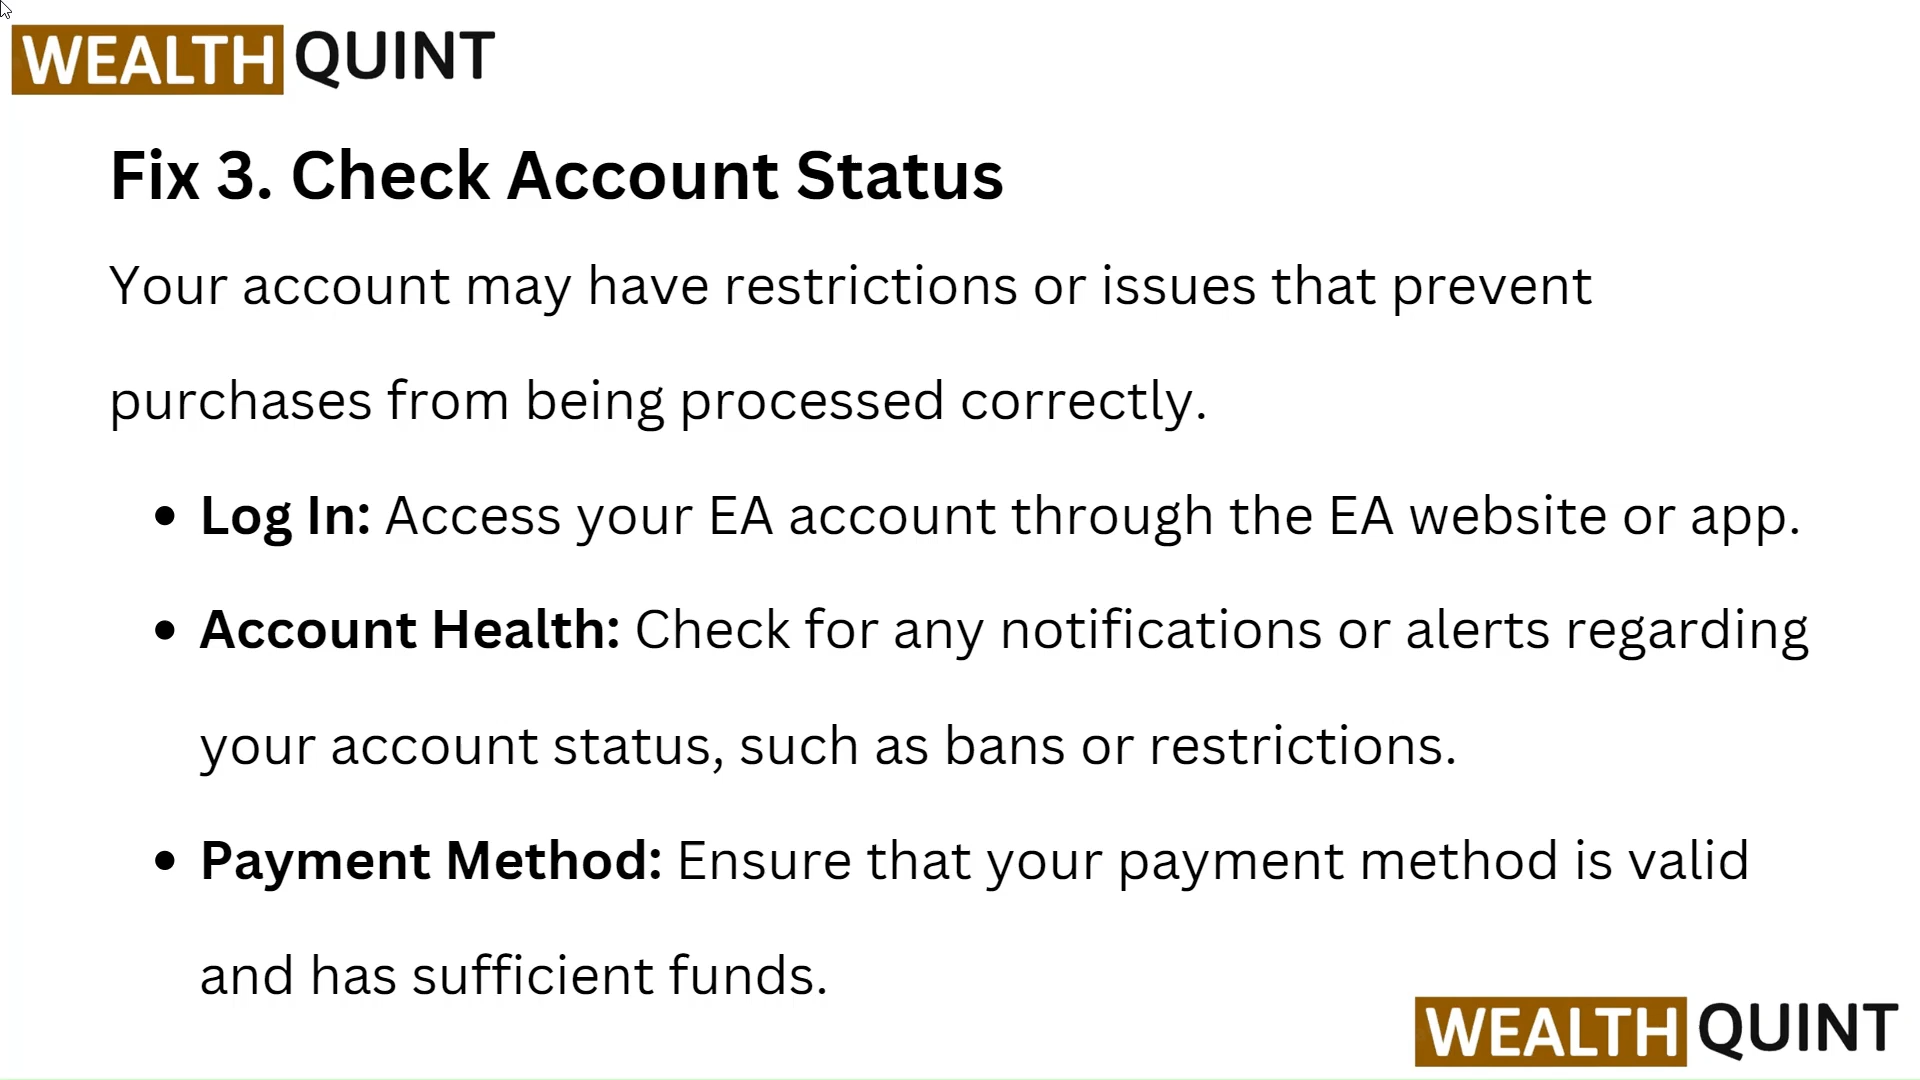 WEALTH QUINT
Fix 3. Check Account Status
Your account may have restrictions or issues that prevent
purchases from being processed correctly.
• Log In: Access your EA account through the EA website or app.
• Account Health: Check for any notifications or alerts regarding
your account status, such as bans or restrictions.
• Payment Method: Ensure that your payment method is valid
and has sufficient funds.
WEALTH QUINT